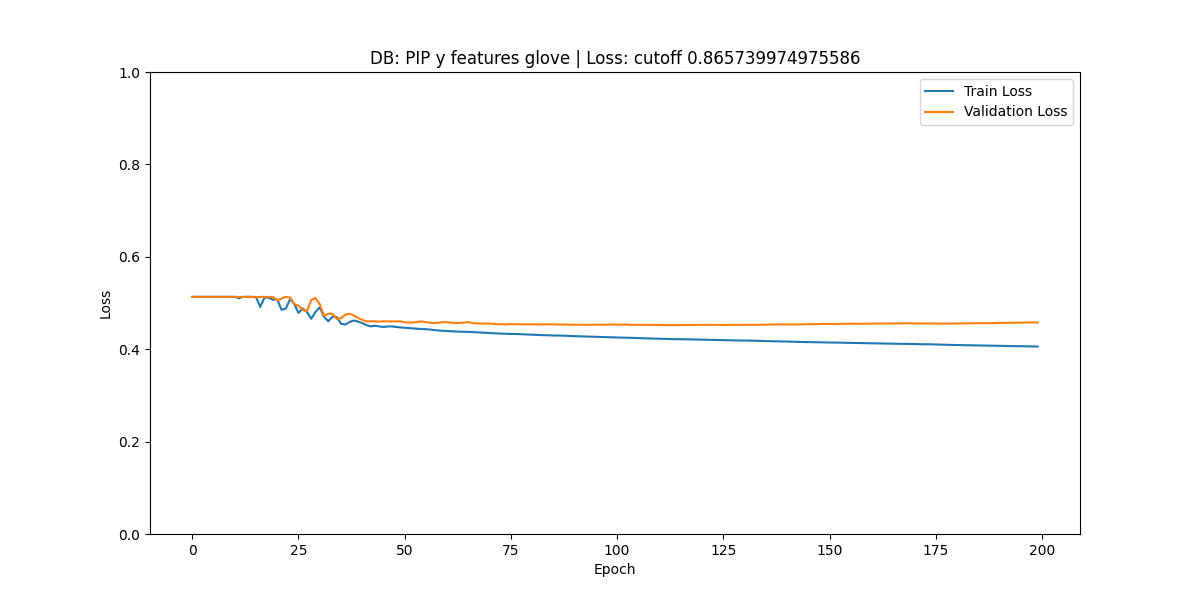 DB: PIP y features glove | Loss: cutoff 0.865739974975586
1.0
0.8
0.6
0.4
0.2
0.0
Loss
Train Loss
Validation Loss
0 25 50 75 100 125 150 175 200
Epoch